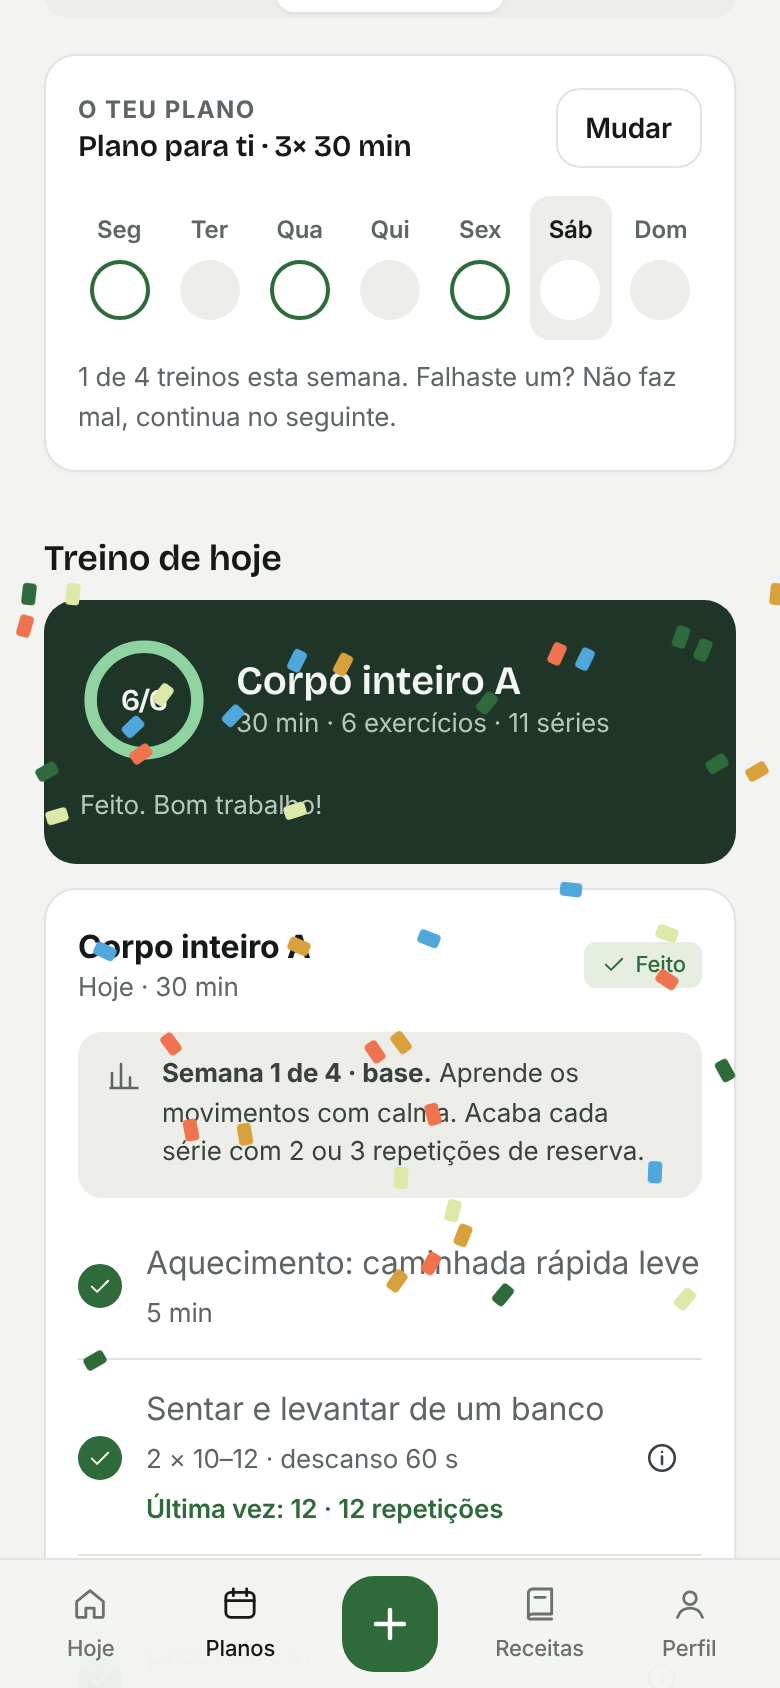 O TEU PLANO
Plano para ti · 3× 30 min
Mudar
Seg Ter Qua Qui Sex Sáb Dom
1 de 4 treinos esta semana. Falhaste um? Não faz
mal, continua no seguinte.
Treino de hoje
6/6
Corpo inteiro A
30 min · 6 exercícios · 11 séries
Feito. Bom trabalho!
Corpo inteiro A
Hoje · 30 min
Feito
Semana 1 de 4 · base. Aprende os
movimentos com calma. Acaba cada
série com 2 ou 3 repetições de reserva.
Aquecimento: caminhada rápida leve
5 min
Sentar e levantar de um banco
2 × 10–12 · descanso 60 s
Última vez: 12 · 12 repetições
Hoje Planos Receitas Perfil